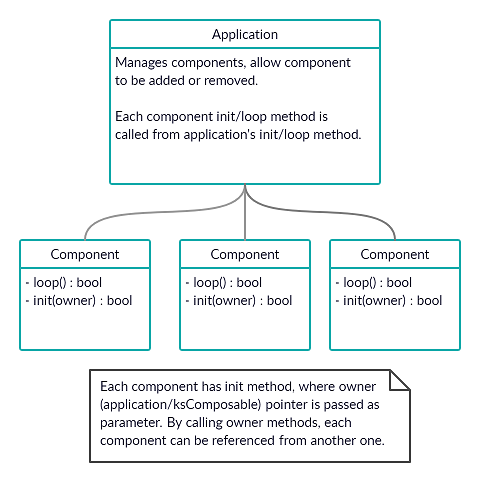 Application
Manages components, allow component
to be added or removed.
Each component init/loop method is
called from application's init/loop method.
Component
- loop() : bool
- init(owner) : bool
Component
- loop() : bool
- init(owner) : bool
Component
- loop() : bool
- init(owner) : bool
Each component has init method, where owner
(application/ksComposable) pointer is passed as
parameter. By calling owner methods, each
component can be referenced from another one.